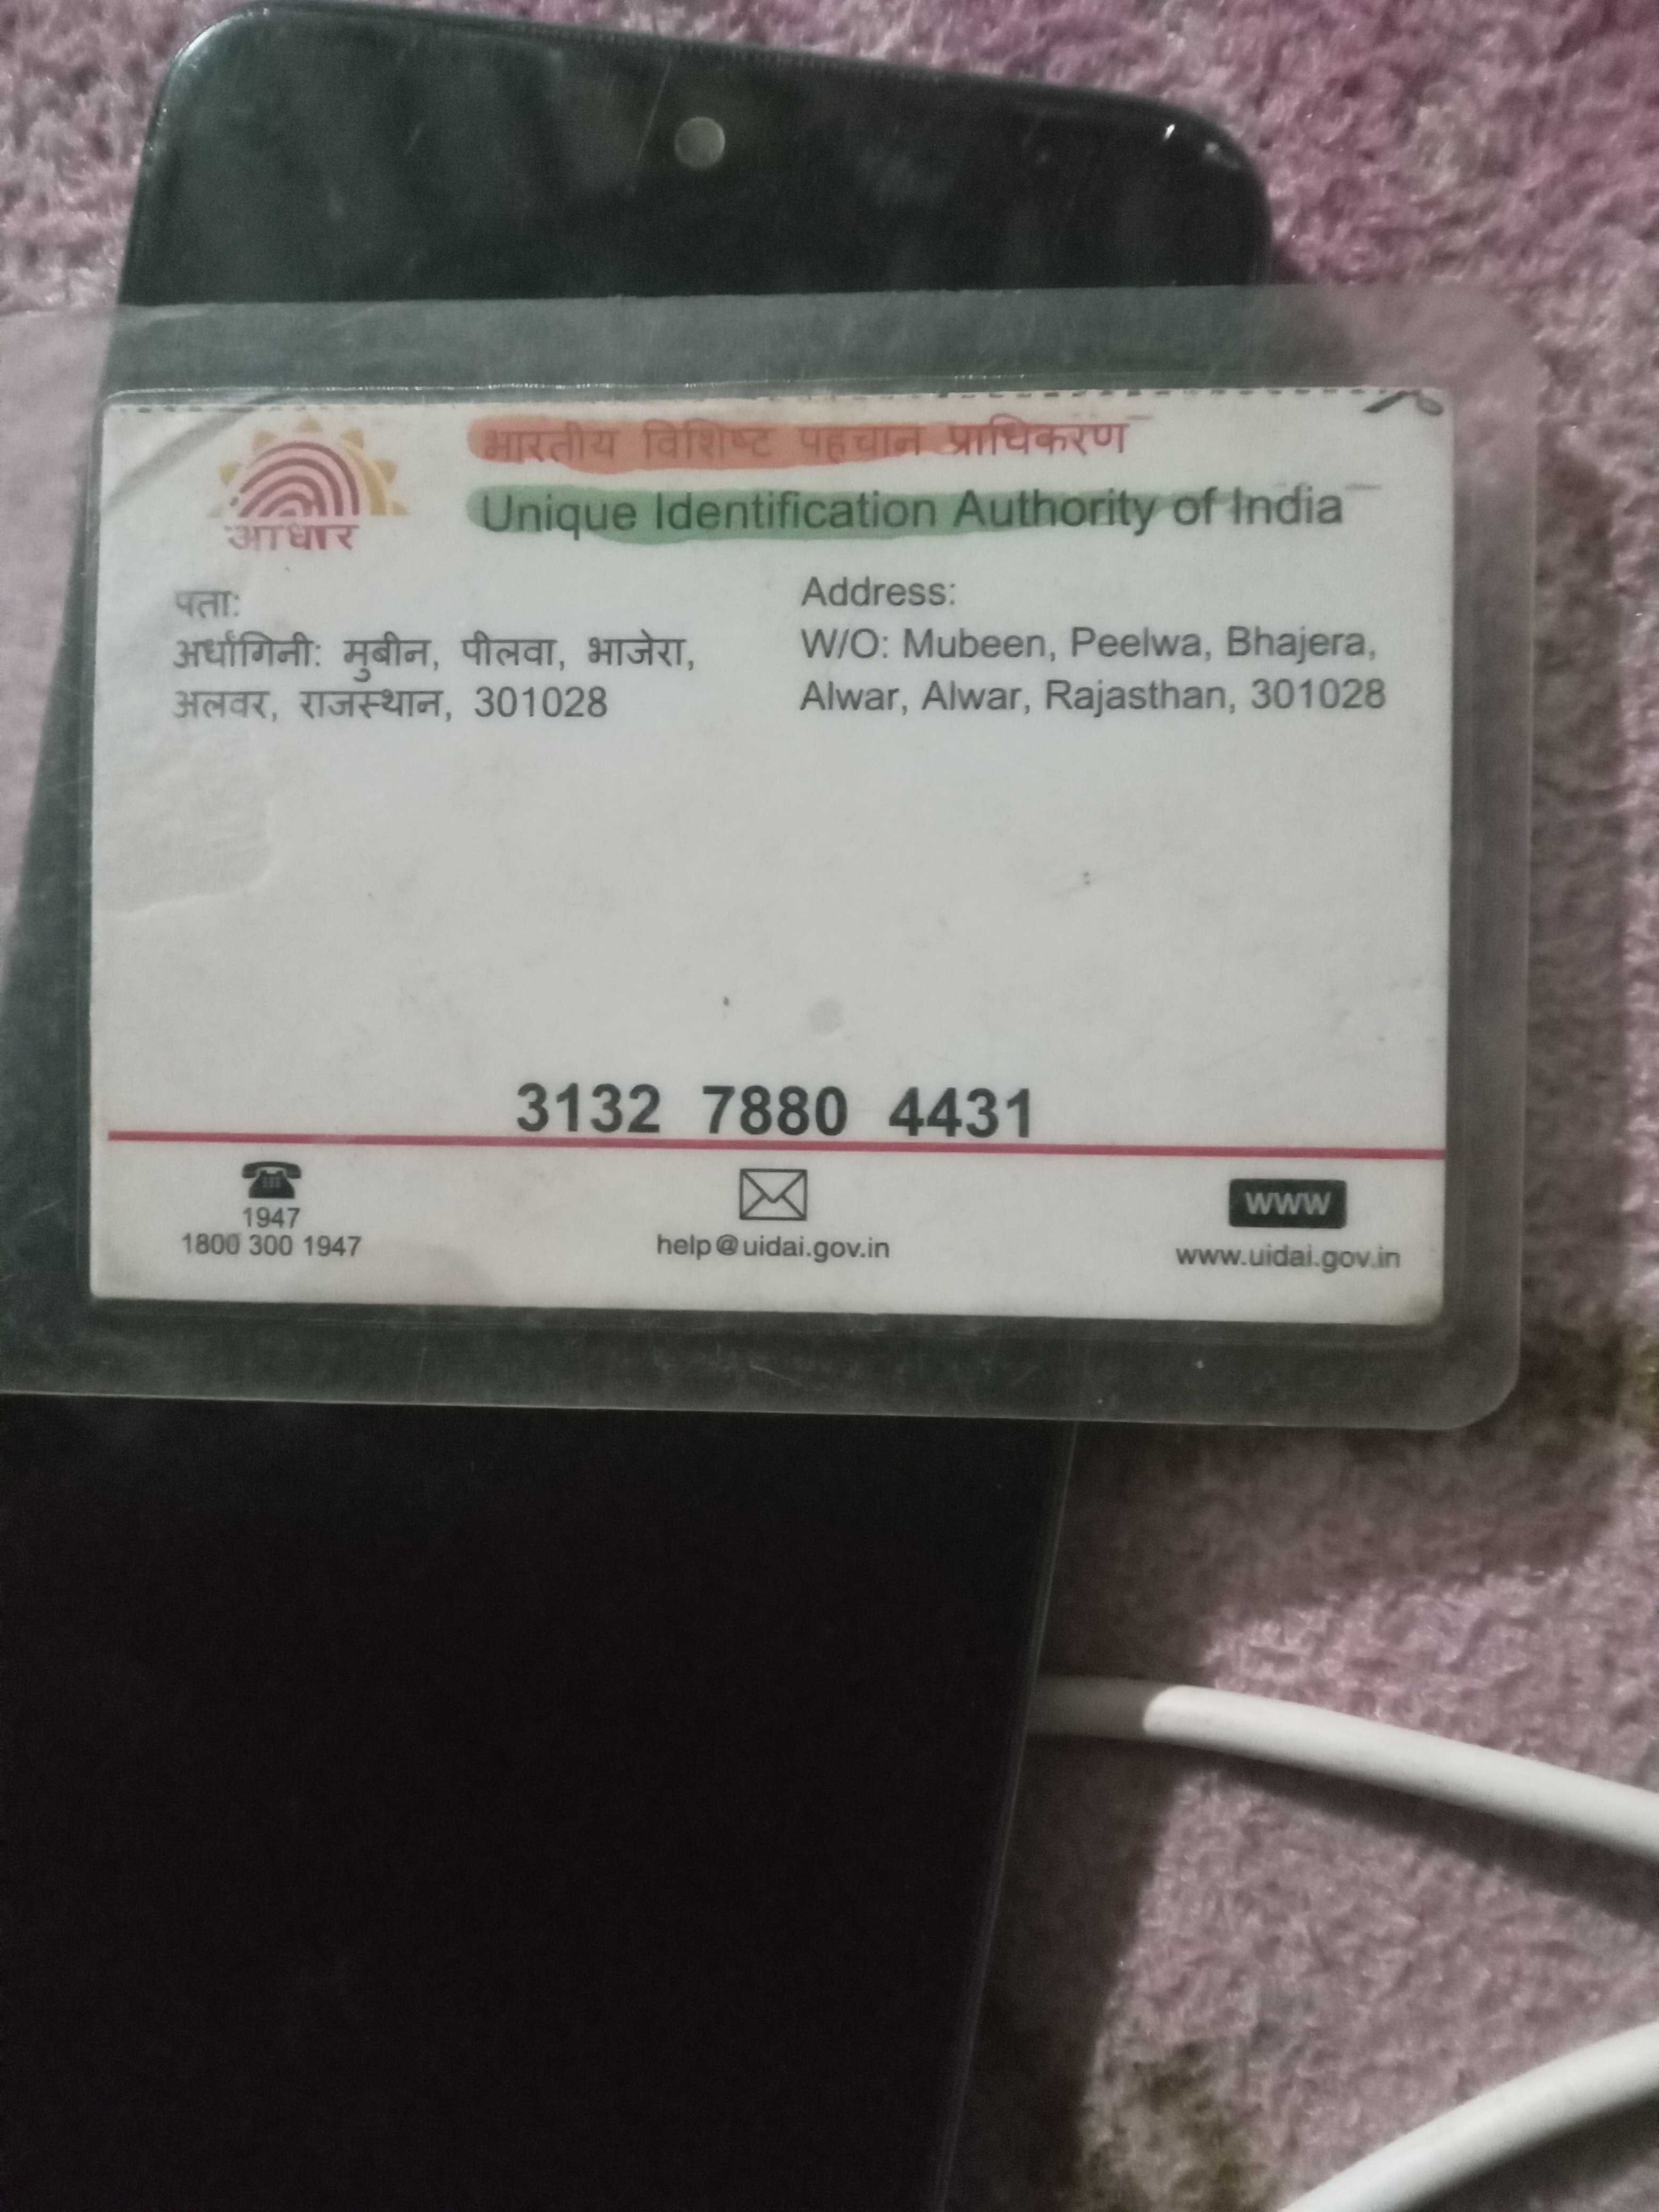 भारतीय विशिष्ट पहचान प्राधिकरण
Unique Identification Authority of India
आधार
पता:
अर्धांगिनी: मुबीन, पीलवा, भाजेरा,
अलवर, राजस्थान, 301028
Address:
W/O: Mubeen, Peelwa, Bhajera,
Alwar, Alwar, Rajasthan, 301028
3132 7880 4431
1947
1800 300 1947
help@uidai.gov.in
www
www.uidai.gov.in